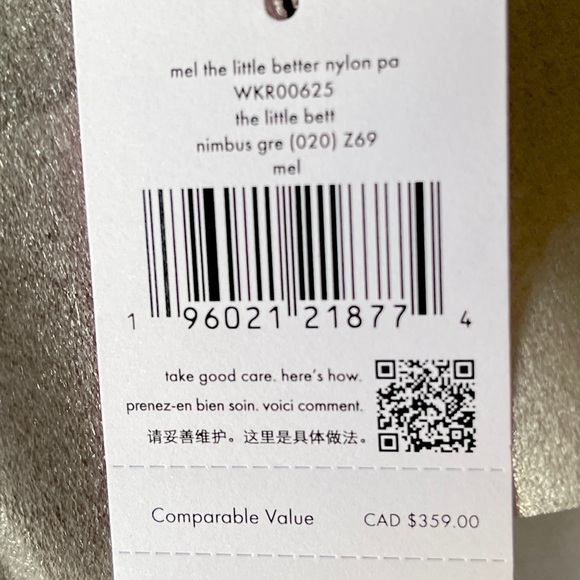 mel the little better nylon pa
WKR00625
the little bett
nimbus gre (020) Z69
mel
1 96021 21877 4
take good care. here's how.
prenez-en bien soin. voici comment.
请妥善维护。这里是具体做法。
Comparable Value CAD $359.00